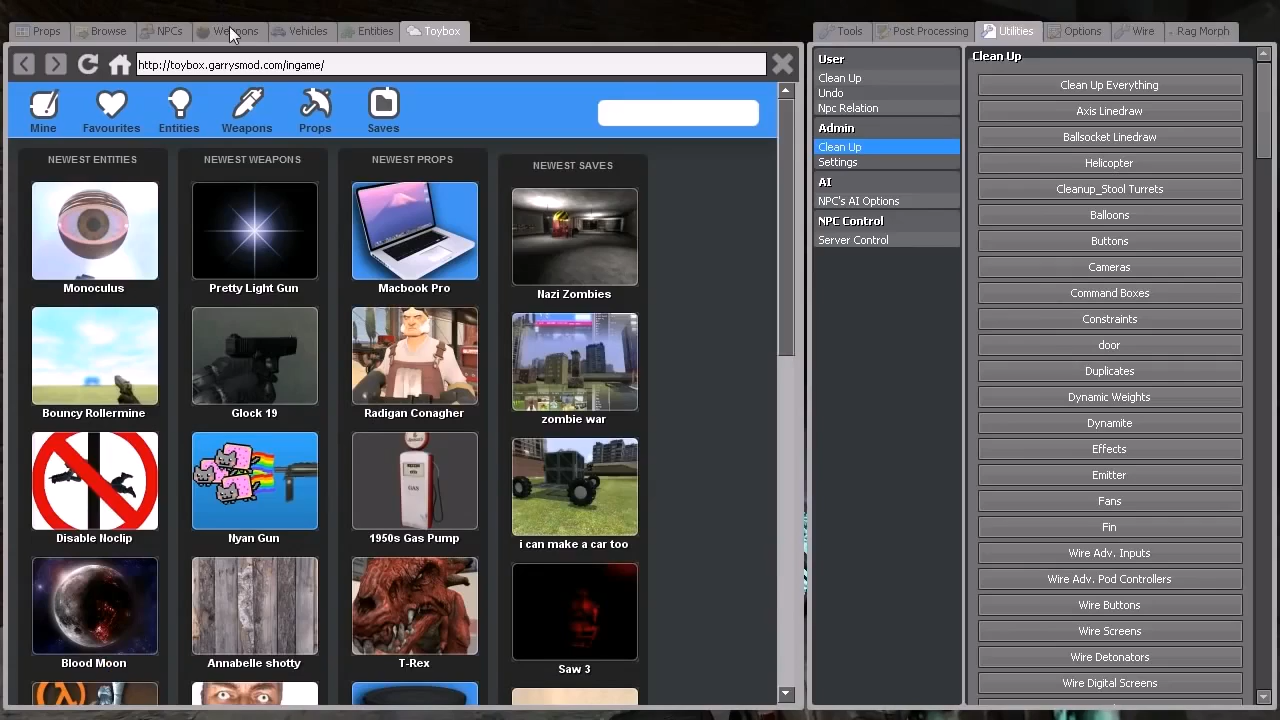 Props
Browse
NPCs
Weapons
Vehicles
Entities
Toybox
http://toybox.garrysmod.com/ingame/
Mine
Favourites
Entities
Weapons
Props
Saves
NEWEST ENTITIES
Monoculus
Bouncy Rollermine
Disable Noclip
Blood Moon
NEWEST WEAPONS
Pretty Light Gun
Glock 19
Nyan Gun
Annabelle shotty
NEWEST PROPS
Macbook Pro
Radigan Conagher
GAS
1950s Gas Pump
T-Rex
NEWEST SAVES
Nazi Zombies
zombie war
i can make a car too
Saw 3
Tools
Post Processing
Utilities
Options
Wire
Rag Morph
User
Clean Up
Undo
Npc Relation
Admin
Clean Up
Settings
AI
NPC's AI Options
NPC Control
Server Control
Clean Up
Clean Up Everything
Axis Linedraw
Ballsocket Linedraw
Helicopter
Cleanup_Stool Turrets
Balloons
Buttons
Cameras
Command Boxes
Constraints
door
Duplicates
Dynamic Weights
Dynamite
Effects
Emitter
Fans
Fin
Wire Adv. Inputs
Wire Adv. Pod Controllers
Wire Buttons
Wire Screens
Wire Detonators
Wire Digital Screens